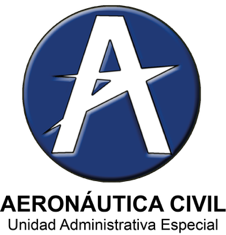 A
AERONÁUTICA CIVIL
Unidad Administrativa Especial